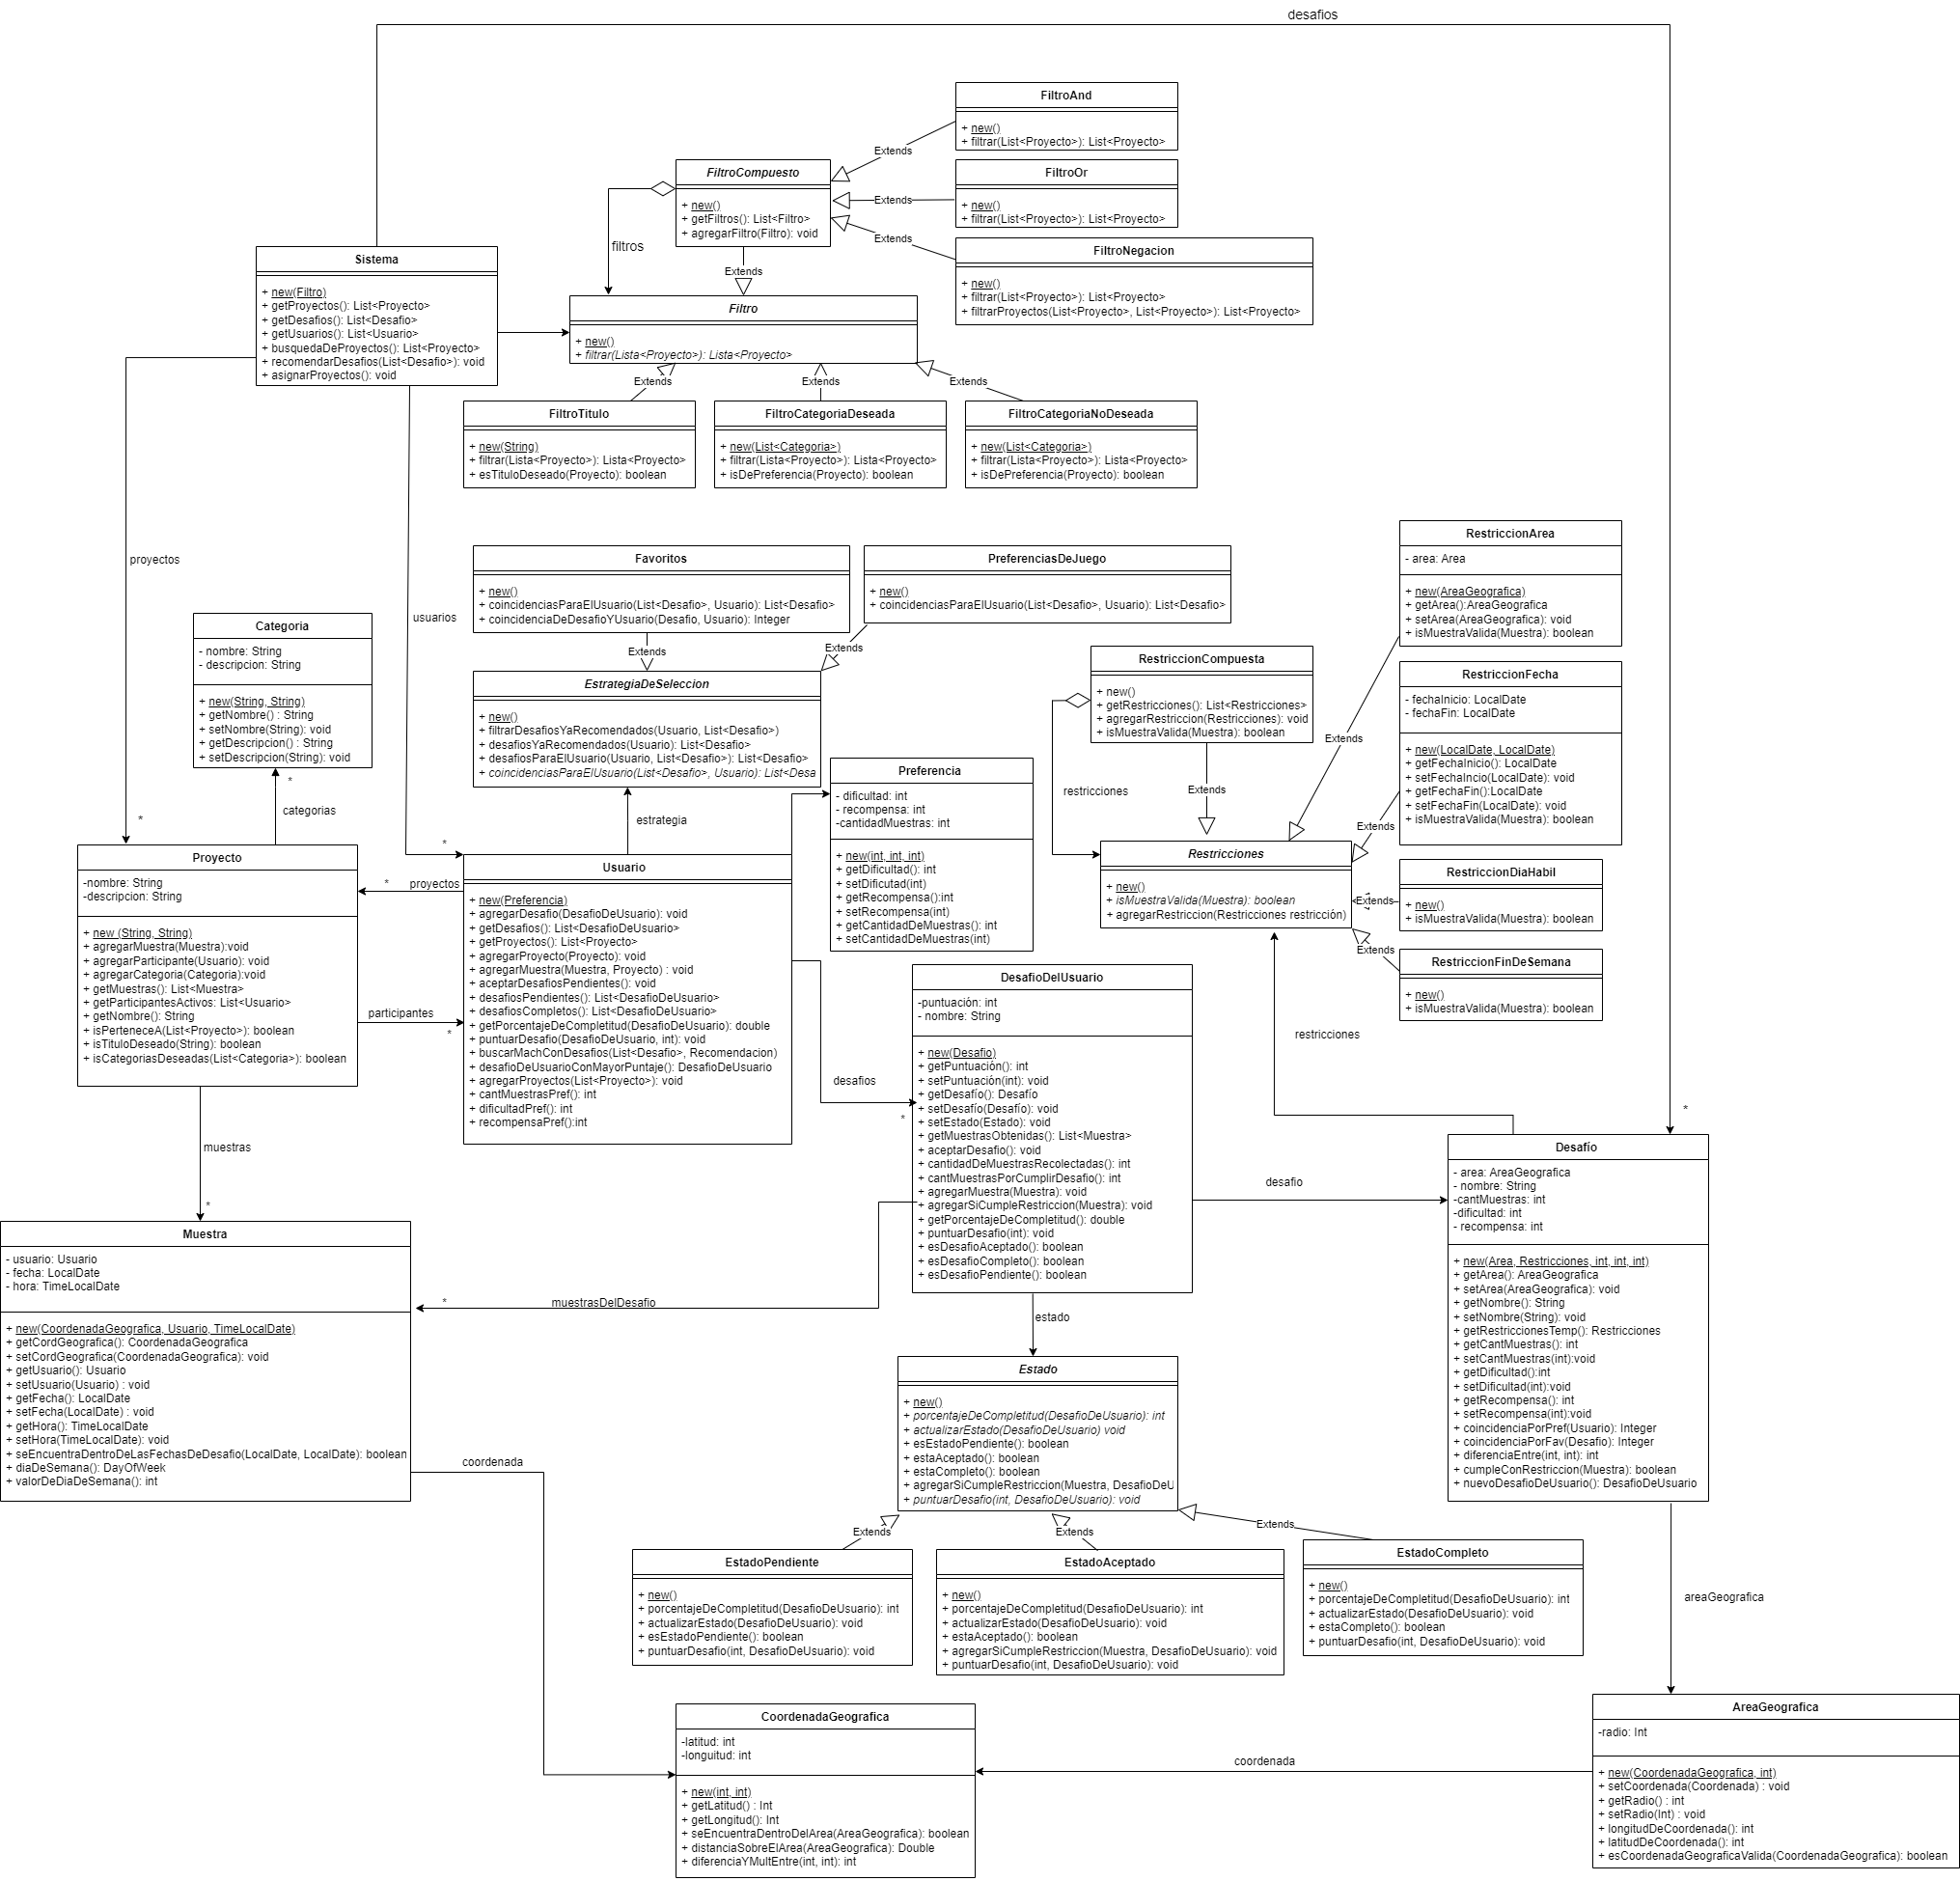 desafios
FiltroAnd
+ new()
+ filtrar(List<Proyecto>): List<Proyecto>
Extends
FiltroCompuesto
+ new()
+ getFiltros(): List<Filtro>
+ agregarFiltro(Filtro): void
FiltroOr
+ new()
+ filtrar(List<Proyecto>): List<Proyecto>
Extends
Extends
filtros
FiltroNegacion
+ new()
+ filtrar(List<Proyecto>): List<Proyecto>
+ filtrarProyectos(List<Proyecto>, List<Proyecto>): List<Proyecto>
Extends
Sistema
+ new(Filtro)
+ getProyectos(): List<Proyecto>
+ getDesafios(): List<Desafio>
+ getUsuarios(): List<Usuario>
+ busquedaDeProyectos(): List<Proyecto>
+ recomendarDesafios(List<Desafio>): void
+ asignarProyectos(): void
Filtro
+ new()
+ filtrar(Lista<Proyecto>): Lista<Proyecto>
Extends
Extends
Extends
FiltroTitulo
+ new(String)
+ filtrar(Lista<Proyecto>): Lista<Proyecto>
+ esTituloDeseado(Proyecto): boolean
FiltroCategoriaDeseada
+ new(List<Categoria>)
+ filtrar(Lista<Proyecto>): Lista<Proyecto>
+ isDePreferencia(Proyecto): boolean
FiltroCategoriaNoDeseada
+ new(List<Categoria>)
+ filtrar(Lista<Proyecto>): Lista<Proyecto>
+ isDePreferencia(Proyecto): boolean
proyectos
*
usuarios
*
Favoritos
+ new()
+ coincidenciasParaElUsuario(List<Desafio>, Usuario): List<Desafio>
+ coincidenciaDeDesafioYUsuario(Desafio, Usuario): Integer
PreferenciasDeJuego
+ new()
+ coincidenciasParaElUsuario(List<Desafio>, Usuario): List<Desafio>
Extends
Extends
RestriccionArea
- area: Area
+ new(AreaGeografica)
+ getArea():AreaGeografica
+ setArea(AreaGeografica): void
+ isMuestraValida(Muestra): boolean
Categoria
- nombre: String
- descripcion: String
+ new(String, String)
+ getNombre() : String
+ setNombre(String): void
+ getDescripcion() : String
+ setDescripcion(String): void
*
categorias
EstrategiaDeSeleccion
+ new()
+ filtrarDesafiosYaRecomendados(Usuario, List<Desafio>)
+ desafiosYaRecomendados(Usuario): List<Desafio>
+ desafiosParaElUsuario(Usuario, List<Desafio>): List<Desafio>
+ coincidenciasParaElUsuario(List<Desafio>, Usuario): List<Desa
estrategia
RestriccionCompuesta
+ new()
+ getRestricciones(): List<Restricciones>
+ agregarRestriccion(Restricciones): void
+ isMuestraValida(Muestra): boolean
restricciones
Extends
Extends
RestriccionFecha
- fechaInicio: LocalDate
- fechaFin: LocalDate
+ new(LocalDate, LocalDate)
+ getFechaInicio(): LocalDate
+ setFechaIncio(LocalDate): void
+ getFechaFin():LocalDate
+ setFechaFin(LocalDate): void
+ isMuestraValida(Muestra): boolean
Extends
Preferencia
- dificultad: int
- recompensa: int
-cantidadMuestras: int
+ new(int, int, int)
+ getDificultad(): int
+ setDificutad(int)
+ getRecompensa():int
+ setRecompensa(int)
+ getCantidadDeMuestras(): int
+ setCantidadDeMuestras(int)
Restricciones
+ new()
+ isMuestraValida(Muestra): boolean
+ agregarRestriccion(Restricciones restricción)
RestriccionDiaHabil
+ new()
+ isMuestraValida(Muestra): boolean
Extends
RestriccionFinDeSemana
+ new()
+ isMuestraValida(Muestra): boolean
Extends
restricciones
Proyecto
-nombre: String
-descripcion: String
+ new (String, String)
+ agregarMuestra(Muestra):void
+ agregarParticipante(Usuario): void
+ agregarCategoria(Categoria):void
+ getMuestras(): List<Muestra>
+ getParticipantesActivos: List<Usuario>
+ getNombre(): String
+ isPerteneceA(List<Proyecto>): boolean
+ isTituloDeseado(String): boolean
+ isCategoriasDeseadas(List<Categoria>): boolean
* proyectos
participantes
*
Usuario
+ new(Preferencia)
+ agregarDesafio(DesafioDeUsuario): void
+ getDesafios(): List<DesafioDeUsuario>
+ getProyectos(): List<Proyecto>
+ agregarProyecto(Proyecto): void
+ agregarMuestra(Muestra, Proyecto) : void
+ aceptarDesafiosPendientes(): void
+ desafiosPendientes(): List<DesafioDeUsuario>
+ desafiosCompletos(): List<DesafioDeUsuario>
+ getPorcentajeDeCompletitud(DesafioDeUsuario): double
+ puntuarDesafio(DesafioDeUsuario, int): void
+ buscarMachConDesafios(List<Desafio>, Recomendacion)
+ desafioDeUsuarioConMayorPuntaje(): DesafioDeUsuario
+ agregarProyectos(List<Proyecto>): void
+ cantMuestrasPref(): int
+ dificultadPref(): int
+ recompensaPref():int
desafios
*
DesafioDelUsuario
-puntuación: int
- nombre: String
+ new(Desafio)
+ getPuntuación(): int
+ setPuntuación(int): void
+ getDesafío(): Desafío
+ setDesafío(Desafío): void
+ setEstado(Estado): void
+ getMuestrasObtenidas(): List<Muestra>
+ aceptarDesafio(): void
+ cantidadDeMuestrasRecolectadas(): int
+ cantMuestrasPorCumplirDesafio(): int
+ agregarMuestra(Muestra): void
+ agregarSiCumpleRestriccion(Muestra): void
+ getPorcentajeDeCompletitud(): double
+ puntuarDesafio(int): void
+ esDesafioAceptado(): boolean
+ esDesafioCompleto(): boolean
+ esDesafioPendiente(): boolean
desafio
*
Desafío
- area: AreaGeografica
- nombre: String
-cantMuestras: int
-dificultad: int
- recompensa: int
+ new(Area, Restricciones, int, int, int)
+ getArea(): AreaGeografica
+ setArea(AreaGeografica): void
+ getNombre(): String
+ setNombre(String): void
+ getRestriccionesTemp(): Restricciones
+ getCantMuestras(): int
+ setCantMuestras(int):void
+ getDificultad():int
+ setDificultad(int):void
+ getRecompensa(): int
+ setRecompensa(int):void
+ coincidenciaPorPref(Usuario): Integer
+ coincidenciaPorFav(Desafio): Integer
+ diferenciaEntre(int, int): int
+ cumpleConRestriccion(Muestra): boolean
+ nuevoDesafioDeUsuario(): DesafioDeUsuario
muestras
*
Muestra
- usuario: Usuario
- fecha: LocalDate
- hora: TimeLocalDate
+ new(CoordenadaGeografica, Usuario, TimeLocalDate)
+ getCordGeografica(): CoordenadaGeografica
+ setCordGeografica(CoordenadaGeografica): void
+ getUsuario(): Usuario
+ setUsuario(Usuario) : void
+ getFecha(): LocalDate
+ setFecha(LocalDate) : void
+ getHora(): TimeLocalDate
+ setHora(TimeLocalDate): void
+ seEncuentraDentroDeLasFechasDeDesafio(LocalDate, LocalDate): boolean
+ diaDeSemana(): DayOfWeek
+ valorDeDiaDeSemana(): int
* muestrasDelDesafio
estado
coordenada
Estado
+ new()
+ porcentajeDeCompletitud(DesafioDeUsuario): int
+ actualizarEstado(DesafioDeUsuario) void
+ esEstadoPendiente(): boolean
+ estaAceptado(): boolean
+ estaCompleto(): boolean
+ agregarSiCumpleRestriccion(Muestra, DesafioDeU
+ puntuarDesafio(int, DesafioDeUsuario): void
Extends
Extends
Extends
EstadoPendiente
+ new()
+ porcentajeDeCompletitud(DesafioDeUsuario): int
+ actualizarEstado(DesafioDeUsuario): void
+ esEstadoPendiente(): boolean
+ puntuarDesafio(int, DesafioDeUsuario): void
EstadoAceptado
+ new()
+ porcentajeDeCompletitud(DesafioDeUsuario): int
+ actualizarEstado(DesafioDeUsuario): void
+ estaAceptado(): boolean
+ agregarSiCumpleRestriccion(Muestra, DesafioDeUsuario): void
+ puntuarDesafio(int, DesafioDeUsuario): void
EstadoCompleto
+ new()
+ porcentajeDeCompletitud(DesafioDeUsuario): int
+ actualizarEstado(DesafioDeUsuario): void
+ estaCompleto(): boolean
+ puntuarDesafio(int, DesafioDeUsuario): void
areaGeografica
CoordenadaGeografica
-latitud: int
-longuitud: int
+ new(int, int)
+ getLatitud() : Int
+ getLongitud(): Int
+ seEncuentraDentroDelArea(AreaGeografica): boolean
+ distanciaSobreElArea(AreaGeografica): Double
+ diferenciaYMultEntre(int, int): int
coordenada
AreaGeografica
-radio: Int
+ new(CoordenadaGeografica, int)
+ setCoordenada(Coordenada) : void
+ getRadio() : int
+ setRadio(Int) : void
+ longitudDeCoordenada(): int
+ latitudDeCoordenada(): int
+ esCoordenadaGeograficaValida(CoordenadaGeografica): boolean